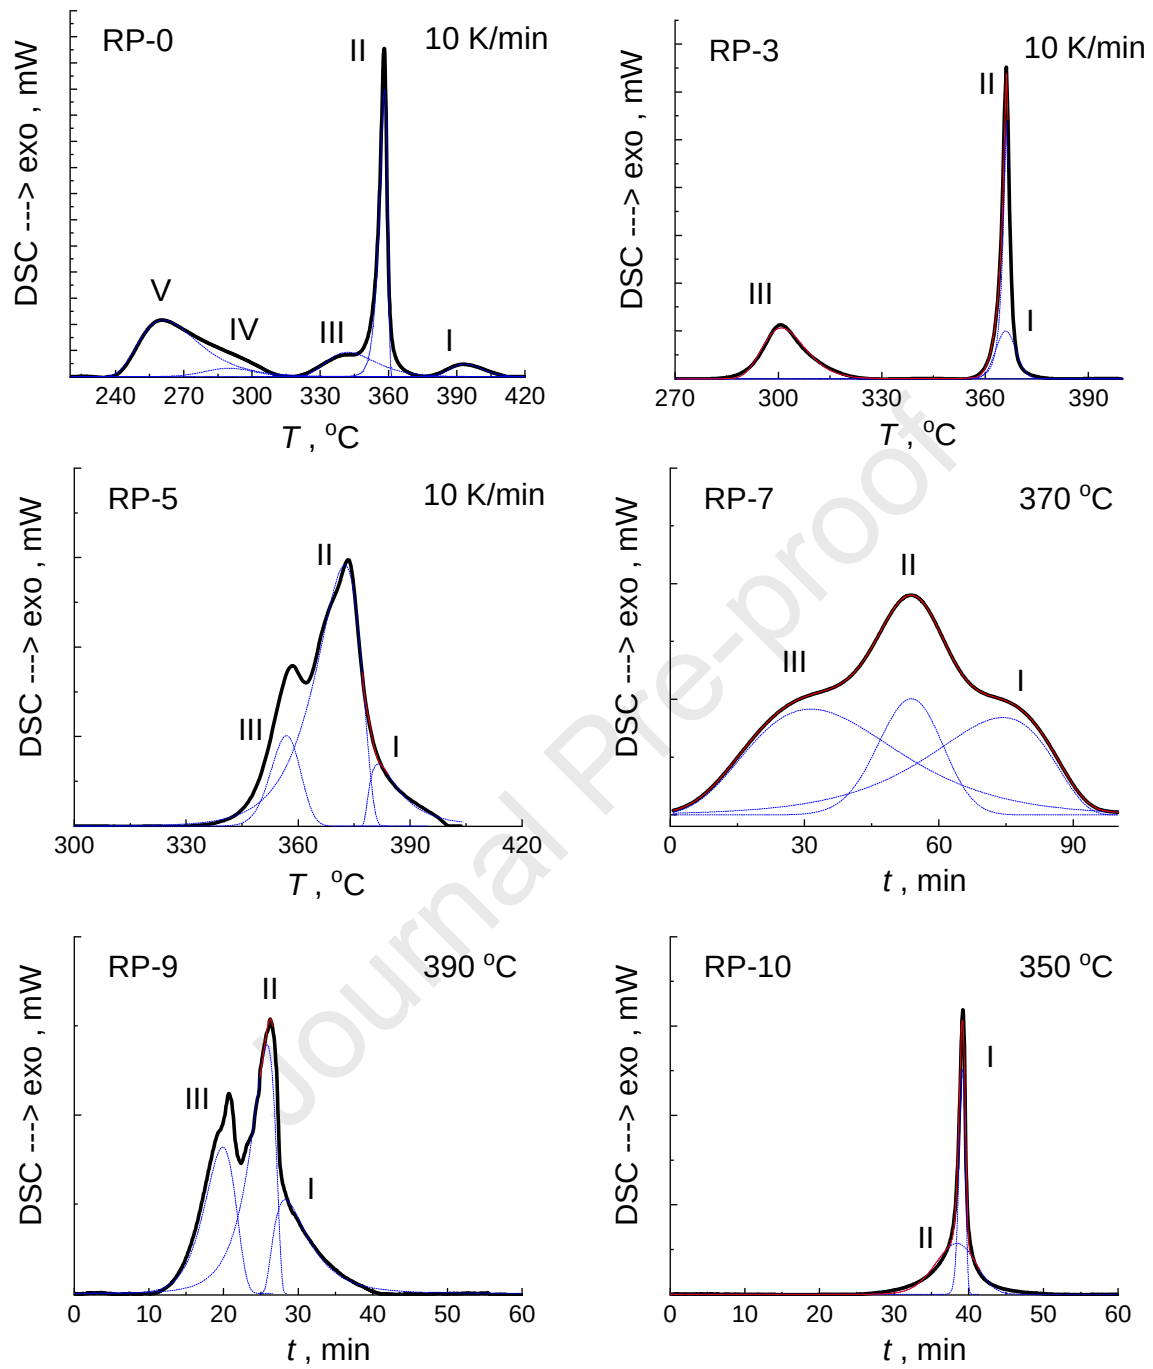 RP-0
II
10 K/min
DSC ---> exo , mW
V
IV
III
I
240 270 300 330 360 390 420
T , °C
RP-3
10 K/min
II
DSC ---> exo , mW
III
I
270 300 330 360 390
T , °C
RP-5
10 K/min
II
DSC ---> exo , mW
III
I
300 330 360 390 420
T , °C
RP-7
370 °C
II
DSC ---> exo , mW
III
I
0 30 60 90
t , min
RP-9
390 °C
II
DSC ---> exo , mW
III
I
0 10 20 30 40 50 60
t , min
RP-10
350 °C
I
DSC ---> exo , mW
II
0 10 20 30 40 50 60
t , min
Journal Pre-proof